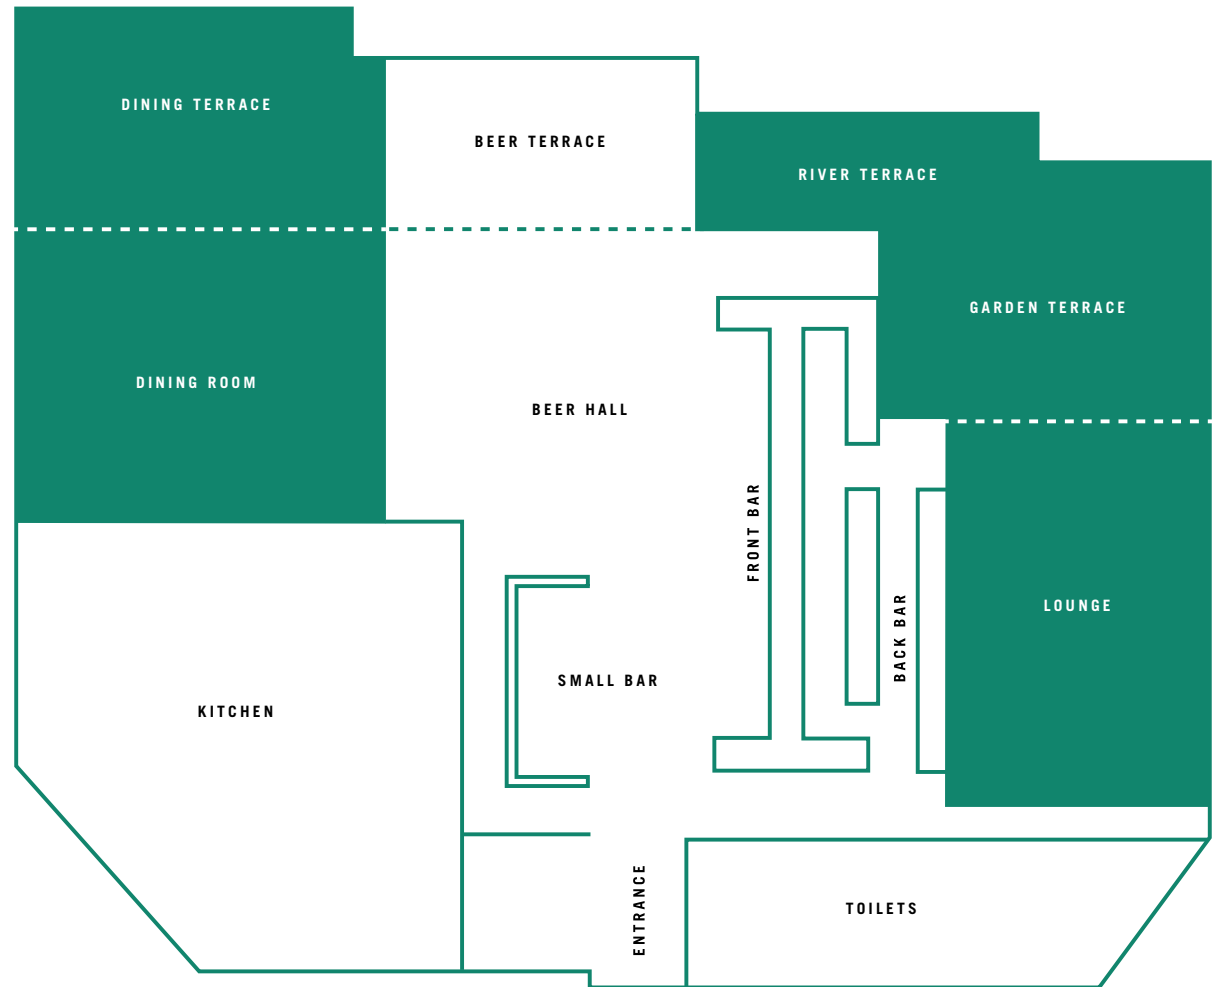 DINING TERRACE
BEER TERRACE
RIVER TERRACE
GARDEN TERRACE
DINING ROOM
BEER HALL
FRONT BAR
BACK BAR
LOUNGE
SMALL BAR
KITCHEN
ENTRANCE
TOILETS